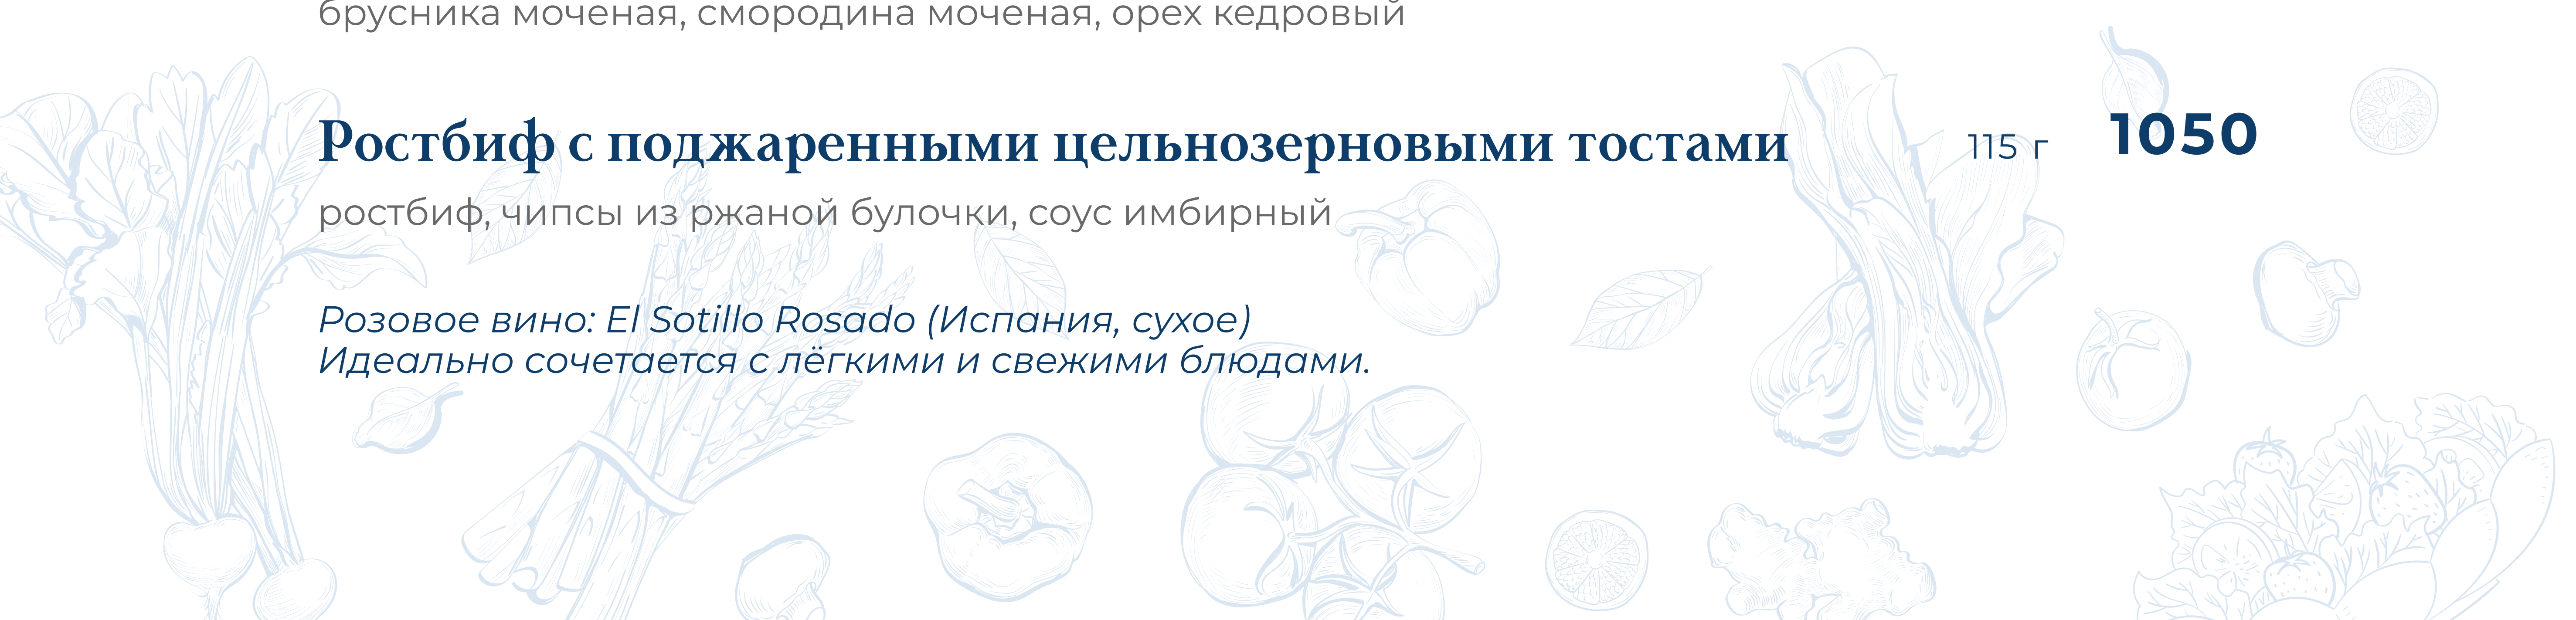 брусника моченая, смородина моченая, орех кедровый
Ростбиф с поджаренными цельнозерновыми тостами 115 г 1050
ростбиф, чипсы из ржаной булочки, соус имбирный
Розовое вино: El Sotillo Rosado (Испания, сухое)
Идеально сочетается с лёгкими и свежими блюдами.